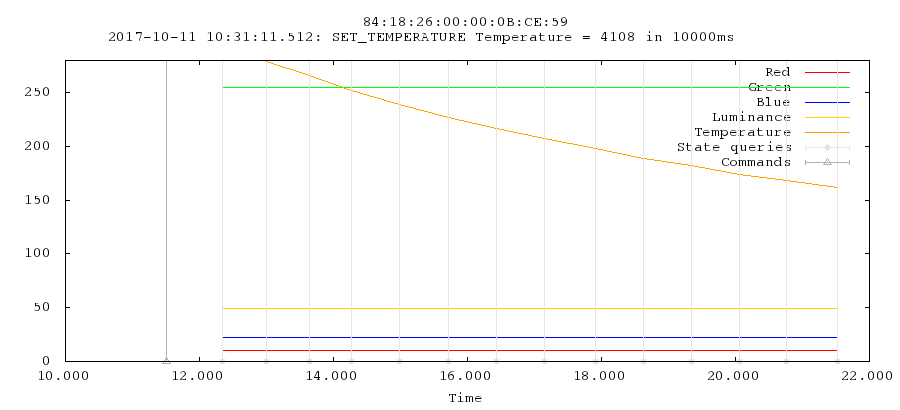 84:18:26:00:00:0B:CE:59
2017-10-11 10:31:11.512: SET_TEMPERATURE Temperature = 4108 in 10000ms
Red
Green
Blue
Luminance
Temperature
State queries
Commands
250
200
150
100
50
0
10.000 12.000 14.000 16.000 18.000 20.000 22.000
Time